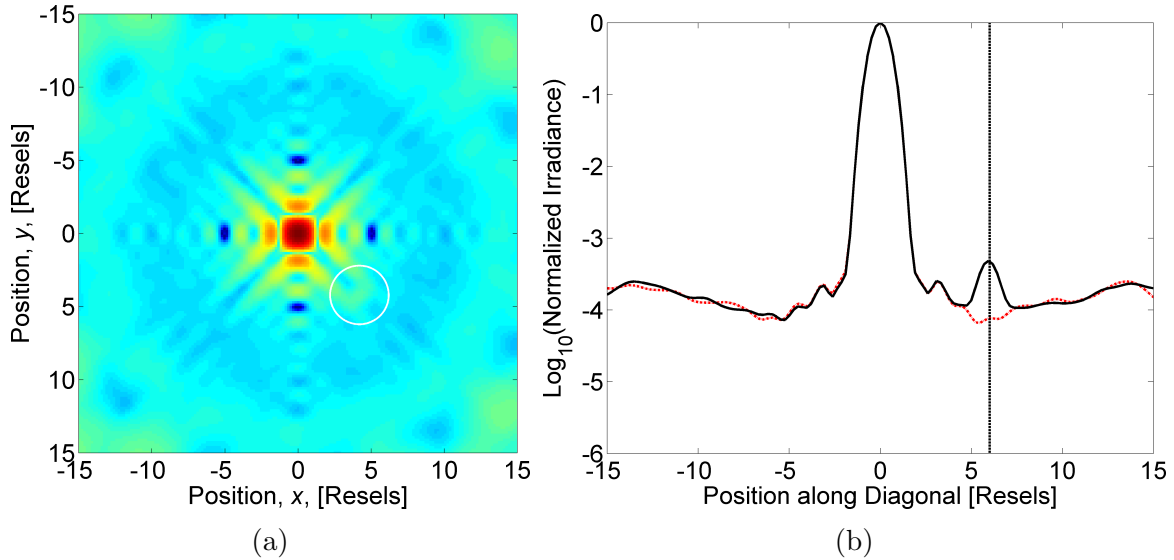 -15
-10
-5
0
5
10
15
Position, y, [Resels]
-15 -10 -5 0 5 10 15
Position, x, [Resels]
(a)
0
-1
-2
-3
-4
-5
-6
Log10(Normalized Irradiance)
-15 -10 -5 0 5 10 15
Position along Diagonal [Resels]
(b)